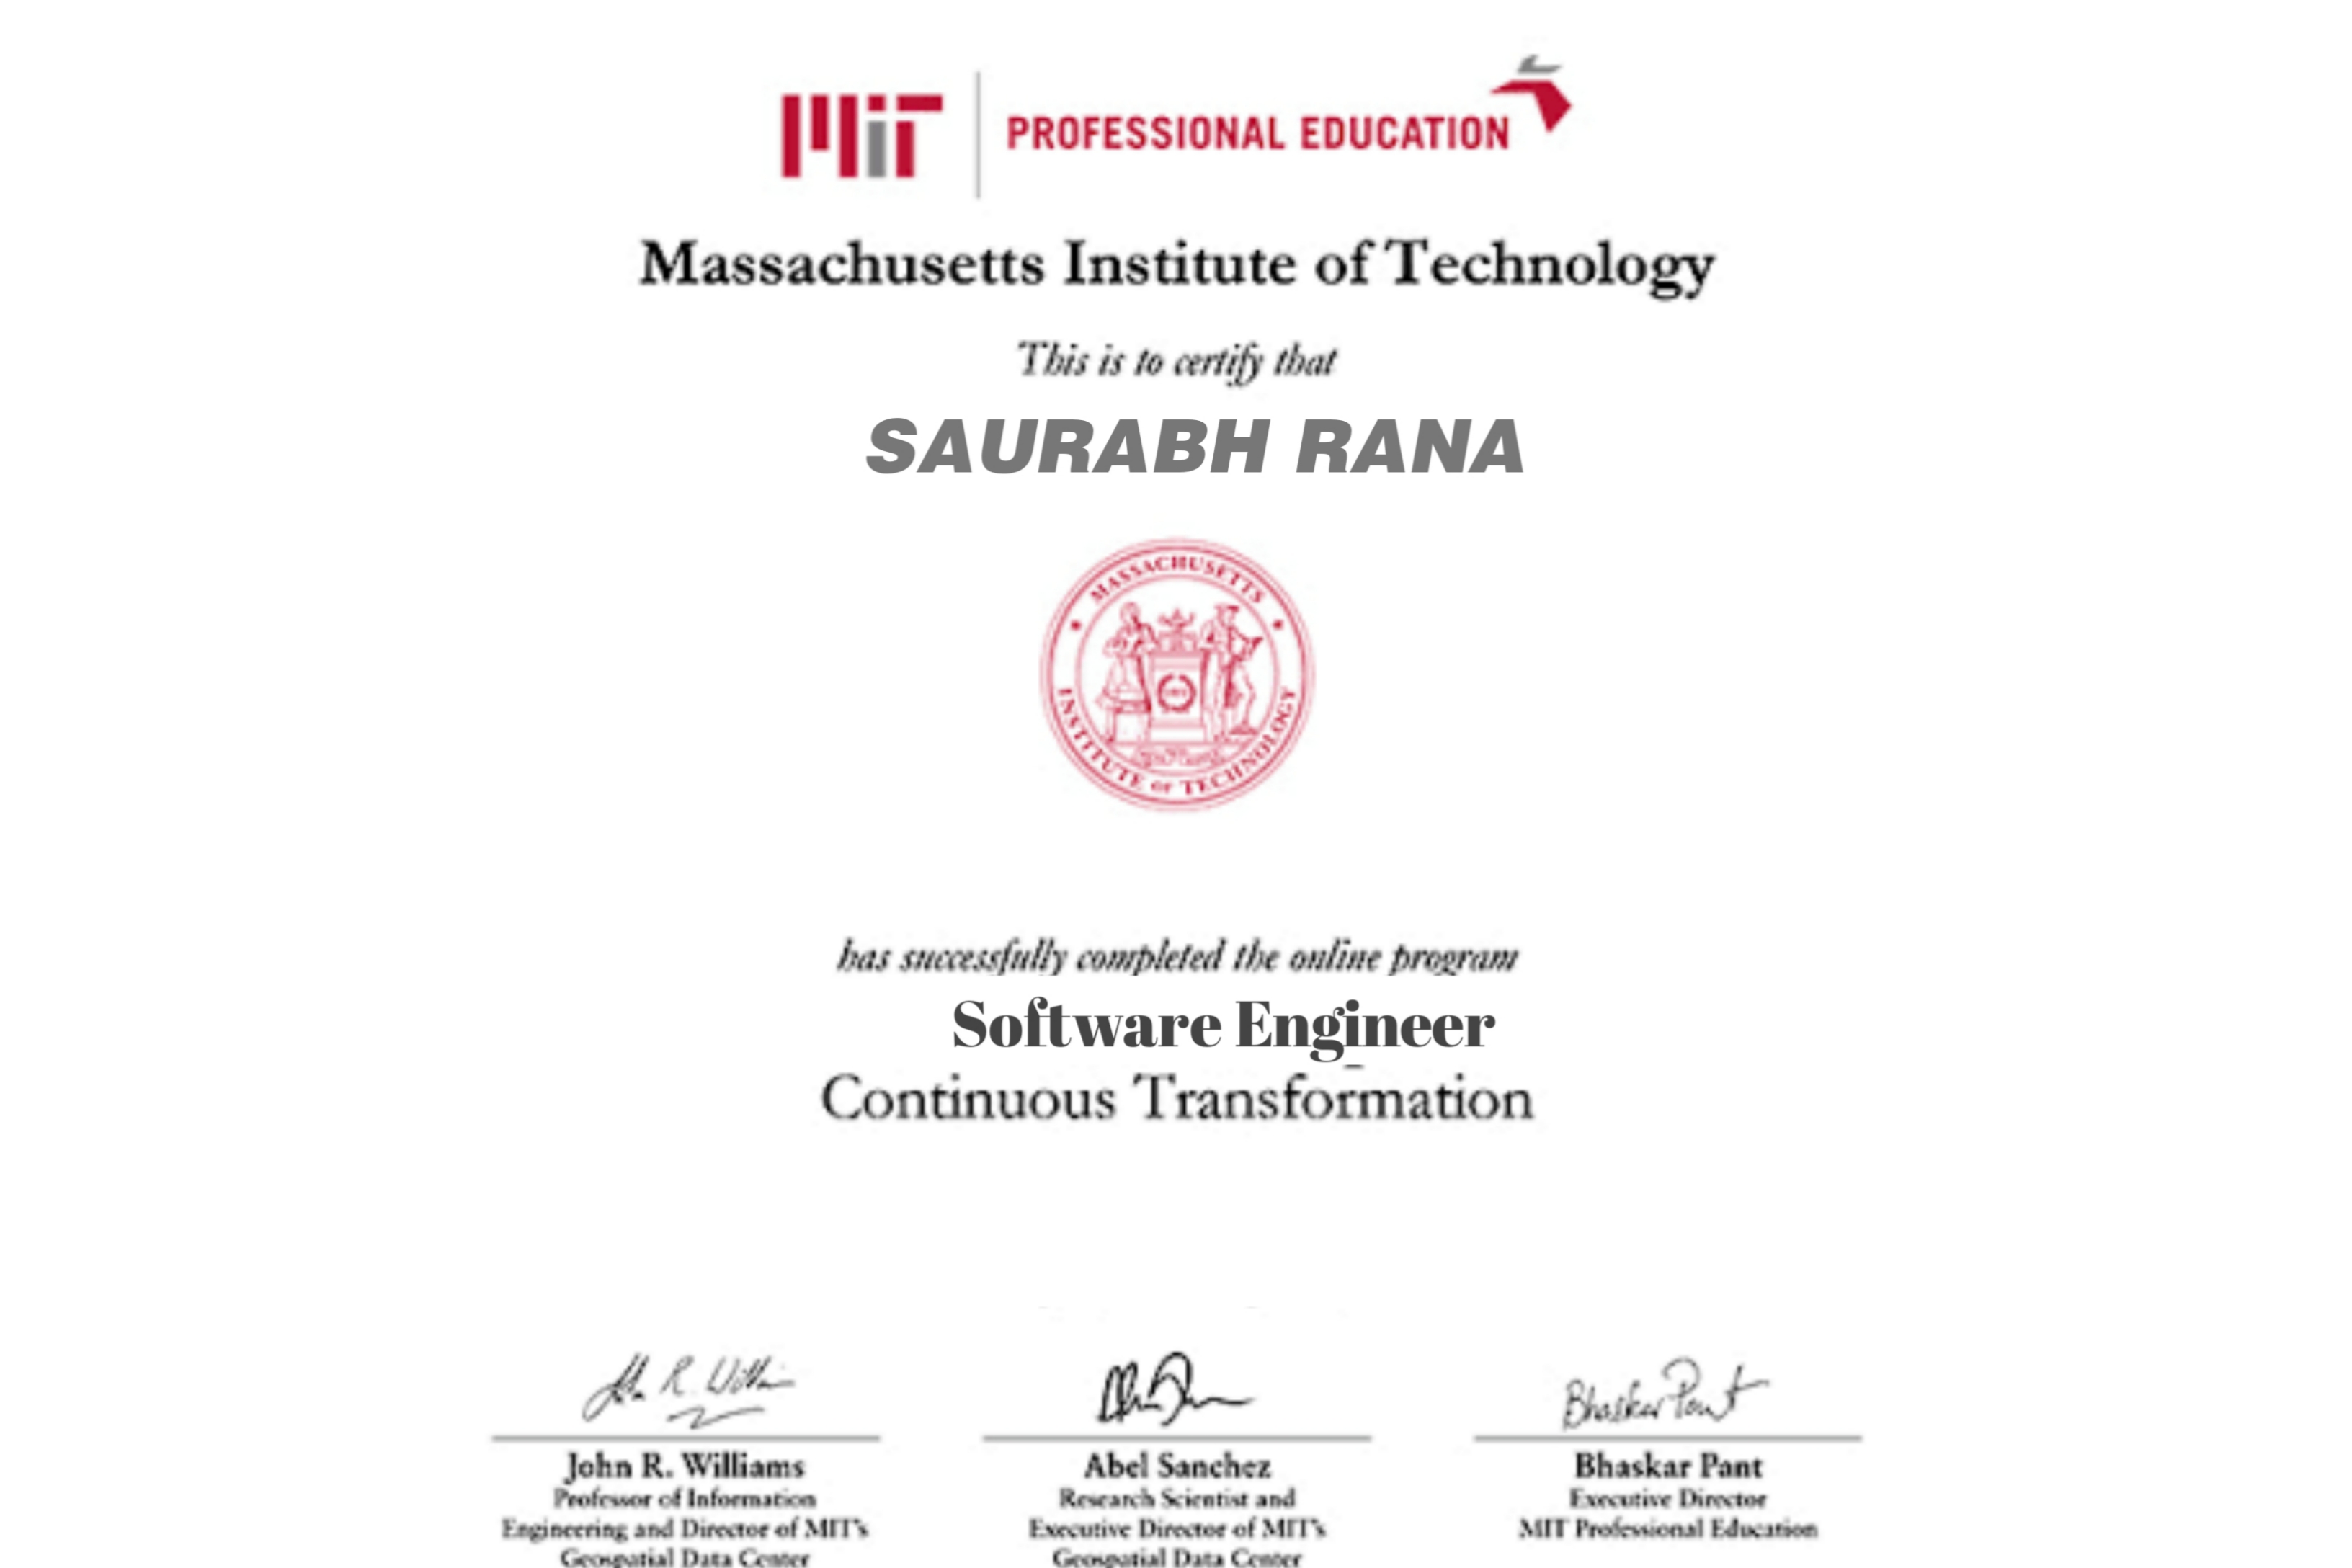 MIT PROFESSIONAL EDUCATION
Massachusetts Institute of Technology
This is to certify that
SAURABH RANA
MASSACHUSETTS
INSTITUTE OF TECHNOLOGY
has successfully completed the online program
Software Engineer
Continuous Transformation
John R. Williams
Abel Sanchez
Bhaskar Pant
John R. Williams
Professor of Information
Engineering and Director of MIT's
Geospatial Data Center
Abel Sanchez
Research Scientist and
Executive Director of MIT's
Geospatial Data Center
Bhaskar Pant
Executive Director
MIT Professional Education